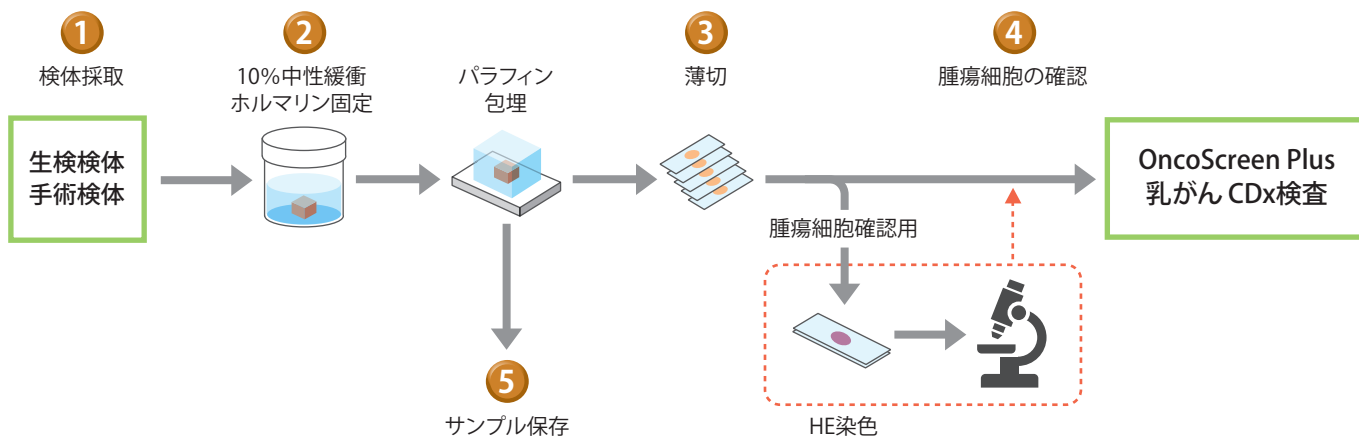 1
検体採取
生検検体
手術検体
2
10%中性緩衝
ホルマリン固定
パラフィン
包埋
3
薄切
4
腫瘍細胞の確認
OncoScreen Plus
乳がん CDx検査
腫瘍細胞確認用
HE染色
5
サンプル保存